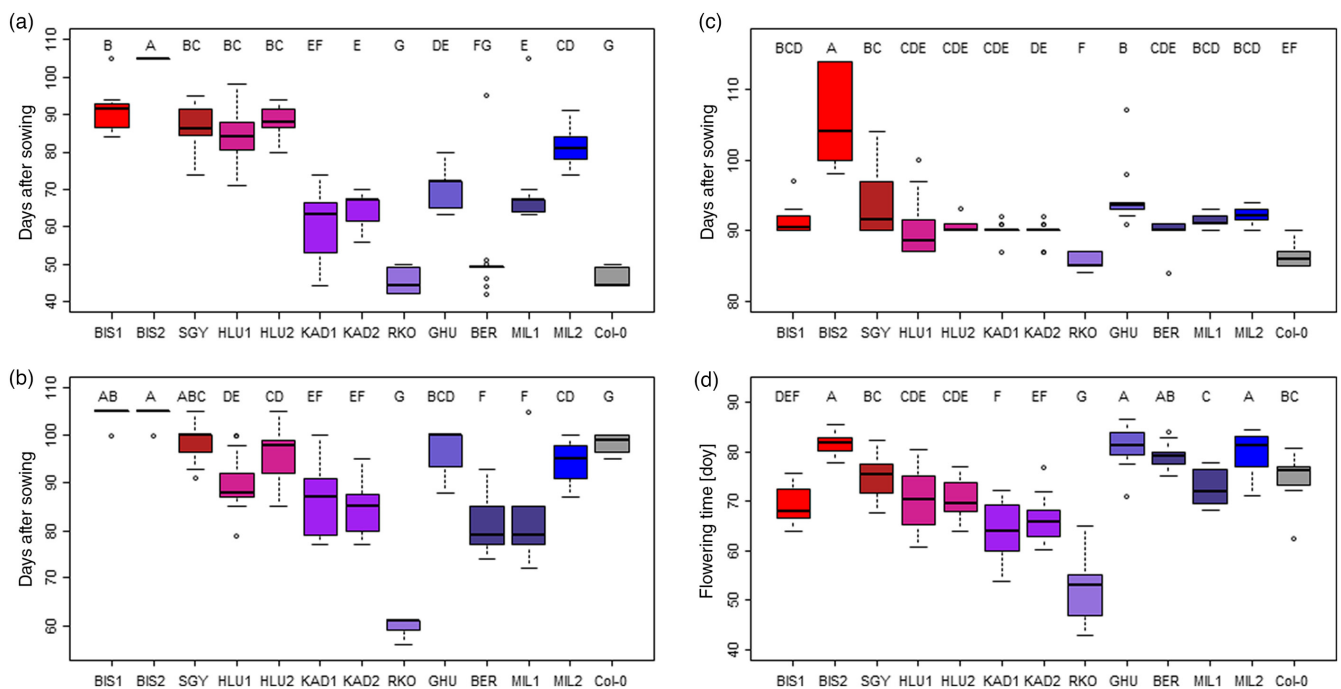 (a)
B A BC BC BC EF E G DE FG E CD G
Days after sowing
110
100
90
80
70
60
50
40
BIS1 BIS2 SGY HLU1 HLU2 KAD1 KAD2 RKO GHU BER MIL1 MIL2 Col-0
(b)
AB A ABC DE CD EF EF G BCD F F CD G
Days after sowing
110
100
90
80
70
60
BIS1 BIS2 SGY HLU1 HLU2 KAD1 KAD2 RKO GHU BER MIL1 MIL2 Col-0
(c)
BCD A BC CDE CDE CDE DE F B CDE BCD BCD EF
Days after sowing
110
100
90
80
BIS1 BIS2 SGY HLU1 HLU2 KAD1 KAD2 RKO GHU BER MIL1 MIL2 Col-0
(d)
DEF A BC CDE CDE F EF G A AB C A BC
Flowering time [doy]
90
80
70
60
50
40
BIS1 BIS2 SGY HLU1 HLU2 KAD1 KAD2 RKO GHU BER MIL1 MIL2 Col-0